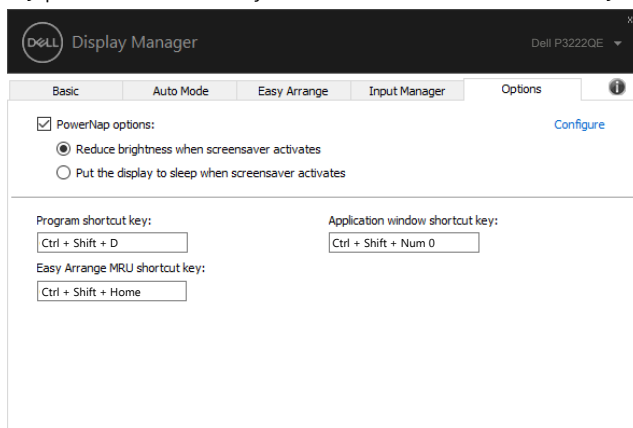 DELL Display Manager
Dell P3222QE
Basic Auto Mode Easy Arrange Input Manager Options
PowerNap options:
Configure
Reduce brightness when screensaver activates
Put the display to sleep when screensaver activates
Program shortcut key:
Application window shortcut key:
Ctrl + Shift + D
Ctrl + Shift + Num 0
Easy Arrange MRU shortcut key:
Ctrl + Shift + Home